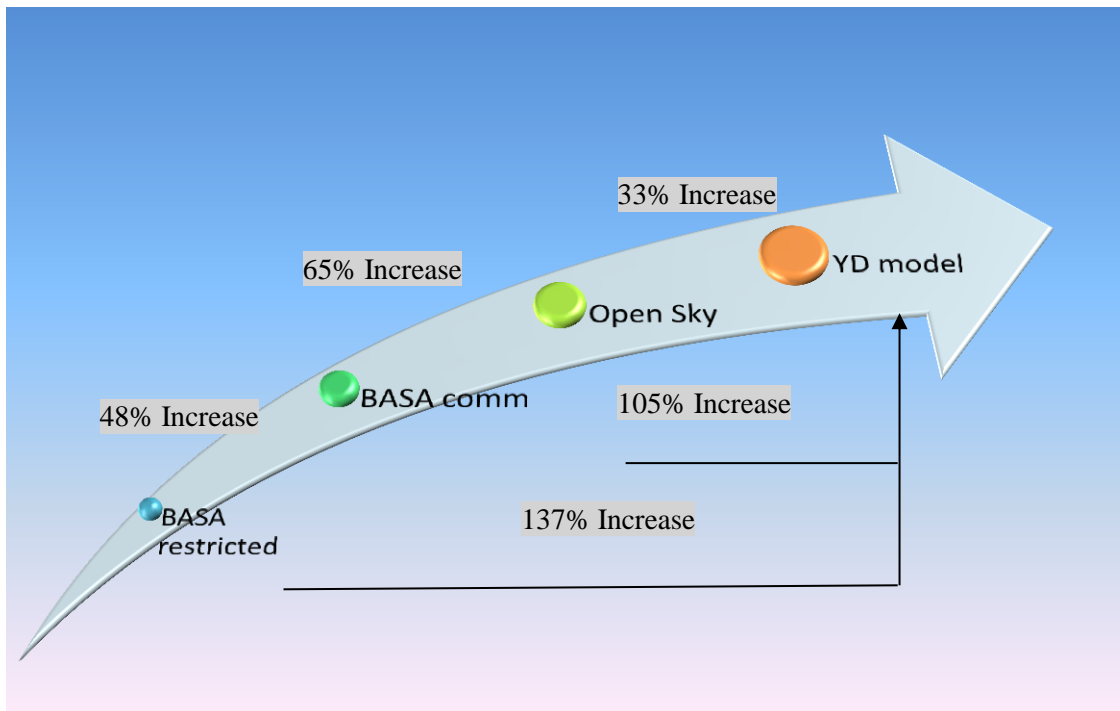 33% Increase
YD model
65% Increase
Open Sky
BASA comm
105% Increase
48% Increase
BASA
restricted
137% Increase